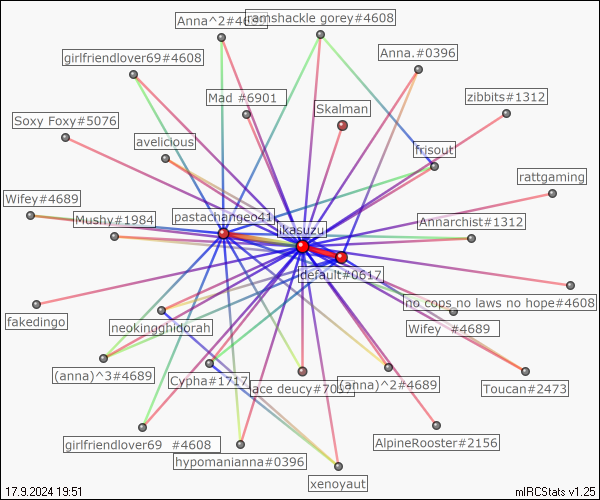 Anna^2#4689
ramshackle gorey#4608
girlfriendlover69#4608
Anna.#0396
Mad #6901
zibbits#1312
Skalman
Soxy Foxy#5076
avelicious
frisout
rattgaming
Wifey#4689
Mushy#1984
pastachangeo41
ikasuzu
Annarchist#1312
default#0617
no cops no laws no hope#4608
fakedingo
neokingghidorah
Wifey #4689
(anna)^3#4689
Cypha#1717
ace deucy#7007
(anna)^2#4689
Toucan#2473
girlfriendlover69 #4608
AlpineRooster#2156
hypomanianna#0396
xenoyaut
17.9.2024 19:51
mIRCStats v1.25